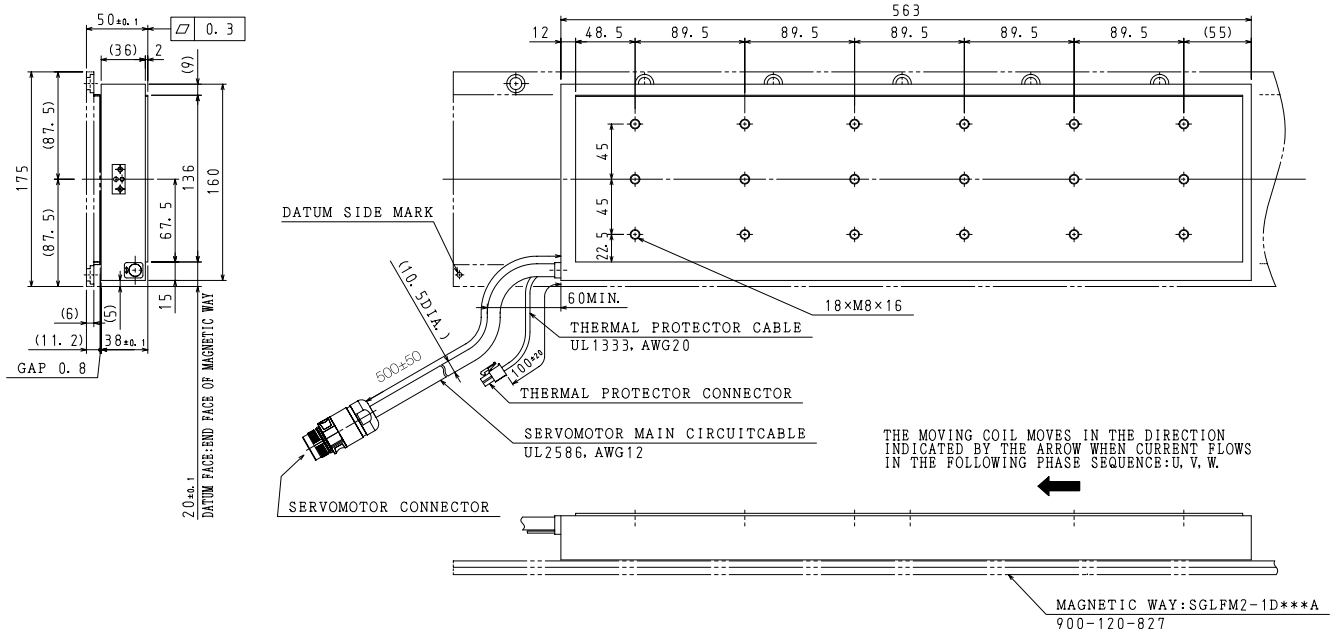 50±0.1
⏥ 0.3
(36)
2
(9)
175
(87.5)
(87.5)
136
160
67.5
15
(6)
(5)
(11.2)
38±0.1
GAP 0.8
20±0.1
DATUM FACE:END FACE OF MAGNETIC WAY
563
12
48.5
89.5
89.5
89.5
89.5
89.5
(55)
45
45
22.5
DATUM SIDE MARK
(10.5DIA.)
60MIN.
18×M8×16
THERMAL PROTECTOR CABLE
UL1333, AWG20
500±50
100±20
THERMAL PROTECTOR CONNECTOR
SERVOMOTOR MAIN CIRCUITCABLE
UL2586, AWG12
SERVOMOTOR CONNECTOR
THE MOVING COIL MOVES IN THE DIRECTION
INDICATED BY THE ARROW WHEN CURRENT FLOWS
IN THE FOLLOWING PHASE SEQUENCE:U, V, W.
MAGNETIC WAY:SGLFM2-1D***A
900-120-827